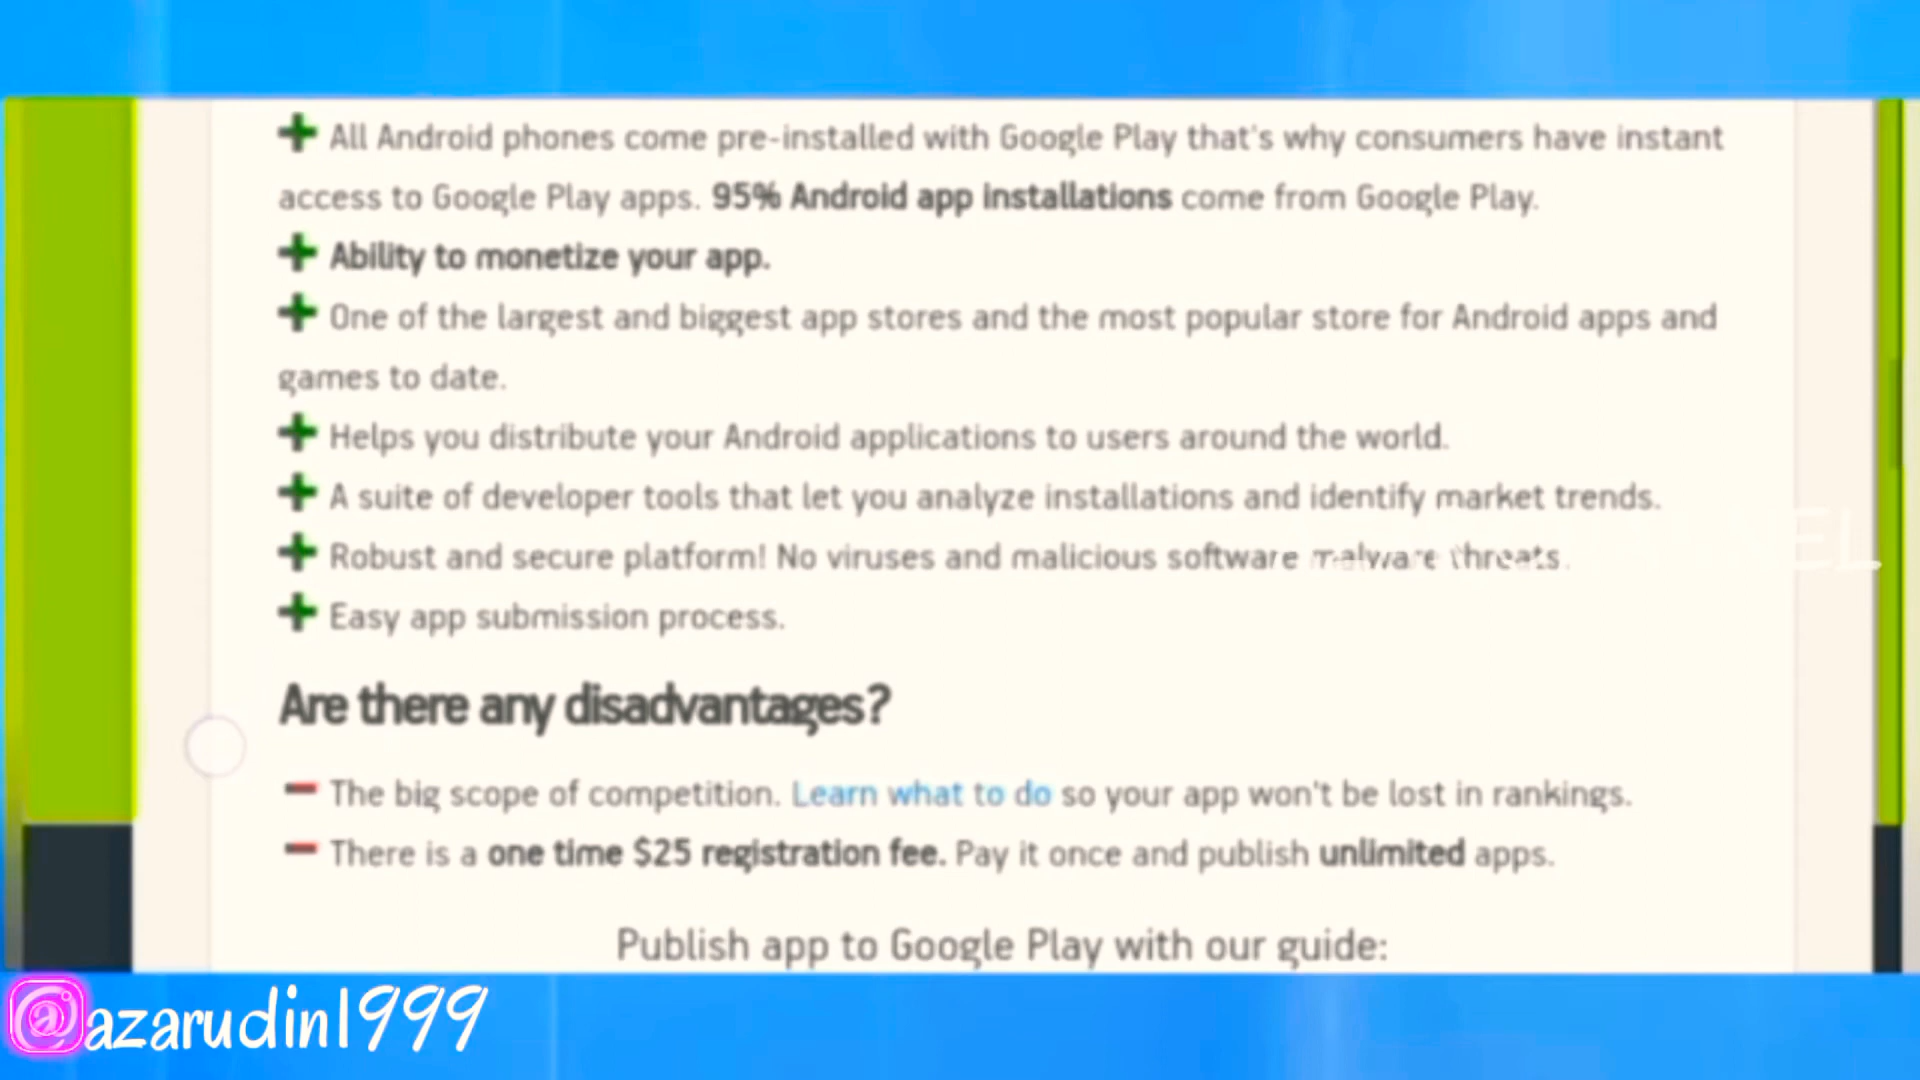 All Android phones come pre-installed with Google Play that's why consumers have instant
access to Google Play apps. 95% Android app installations come from Google Play.
Ability to monetize your app.
One of the largest and biggest app stores and the most popular store for Android apps and
games to date.
Helps you distribute your Android applications to users around the world.
A suite of developer tools that let you analyze installations and identify market trends.
Robust and secure platform! No viruses and malicious software malware threats.
Easy app submission process.
Are there any disadvantages?
The big scope of competition. Learn what to do so your app won't be lost in rankings.
There is a one time $25 registration fee. Pay it once and publish unlimited apps.
Publish app to Google Play with our guide:
@azarudin1999